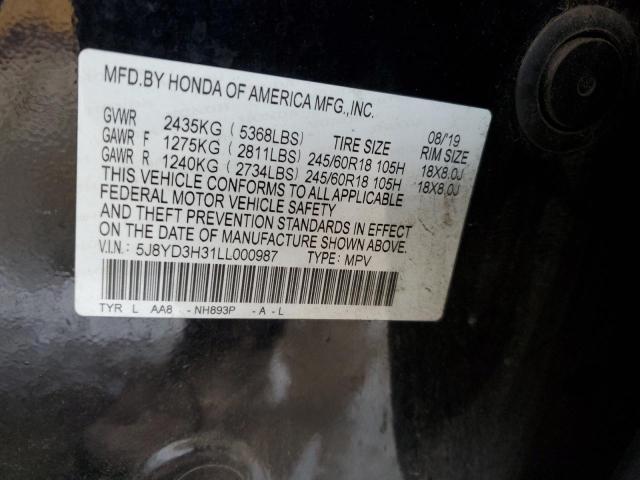 MFD.BY HONDA OF AMERICA MFG.,INC.
08/19
GVWR 2435KG ( 5368LBS) TIRE SIZE RIM SIZE
GAWR F 1275KG ( 2811LBS) 245/60R18 105H 18X8.0J
GAWR R 1240KG ( 2734LBS) 245/60R18 105H 18X8.0J
THIS VEHICLE CONFORMS TO ALL APPLICABLE
FEDERAL MOTOR VEHICLE SAFETY
AND THEFT PREVENTION STANDARDS IN EFFECT
ON THE DATE OF MANUFACTURE SHOWN ABOVE.
V.I.N.: 5J8YD3H31LL000987 TYPE: MPV
TYR L AA8 - NH893P - A - L